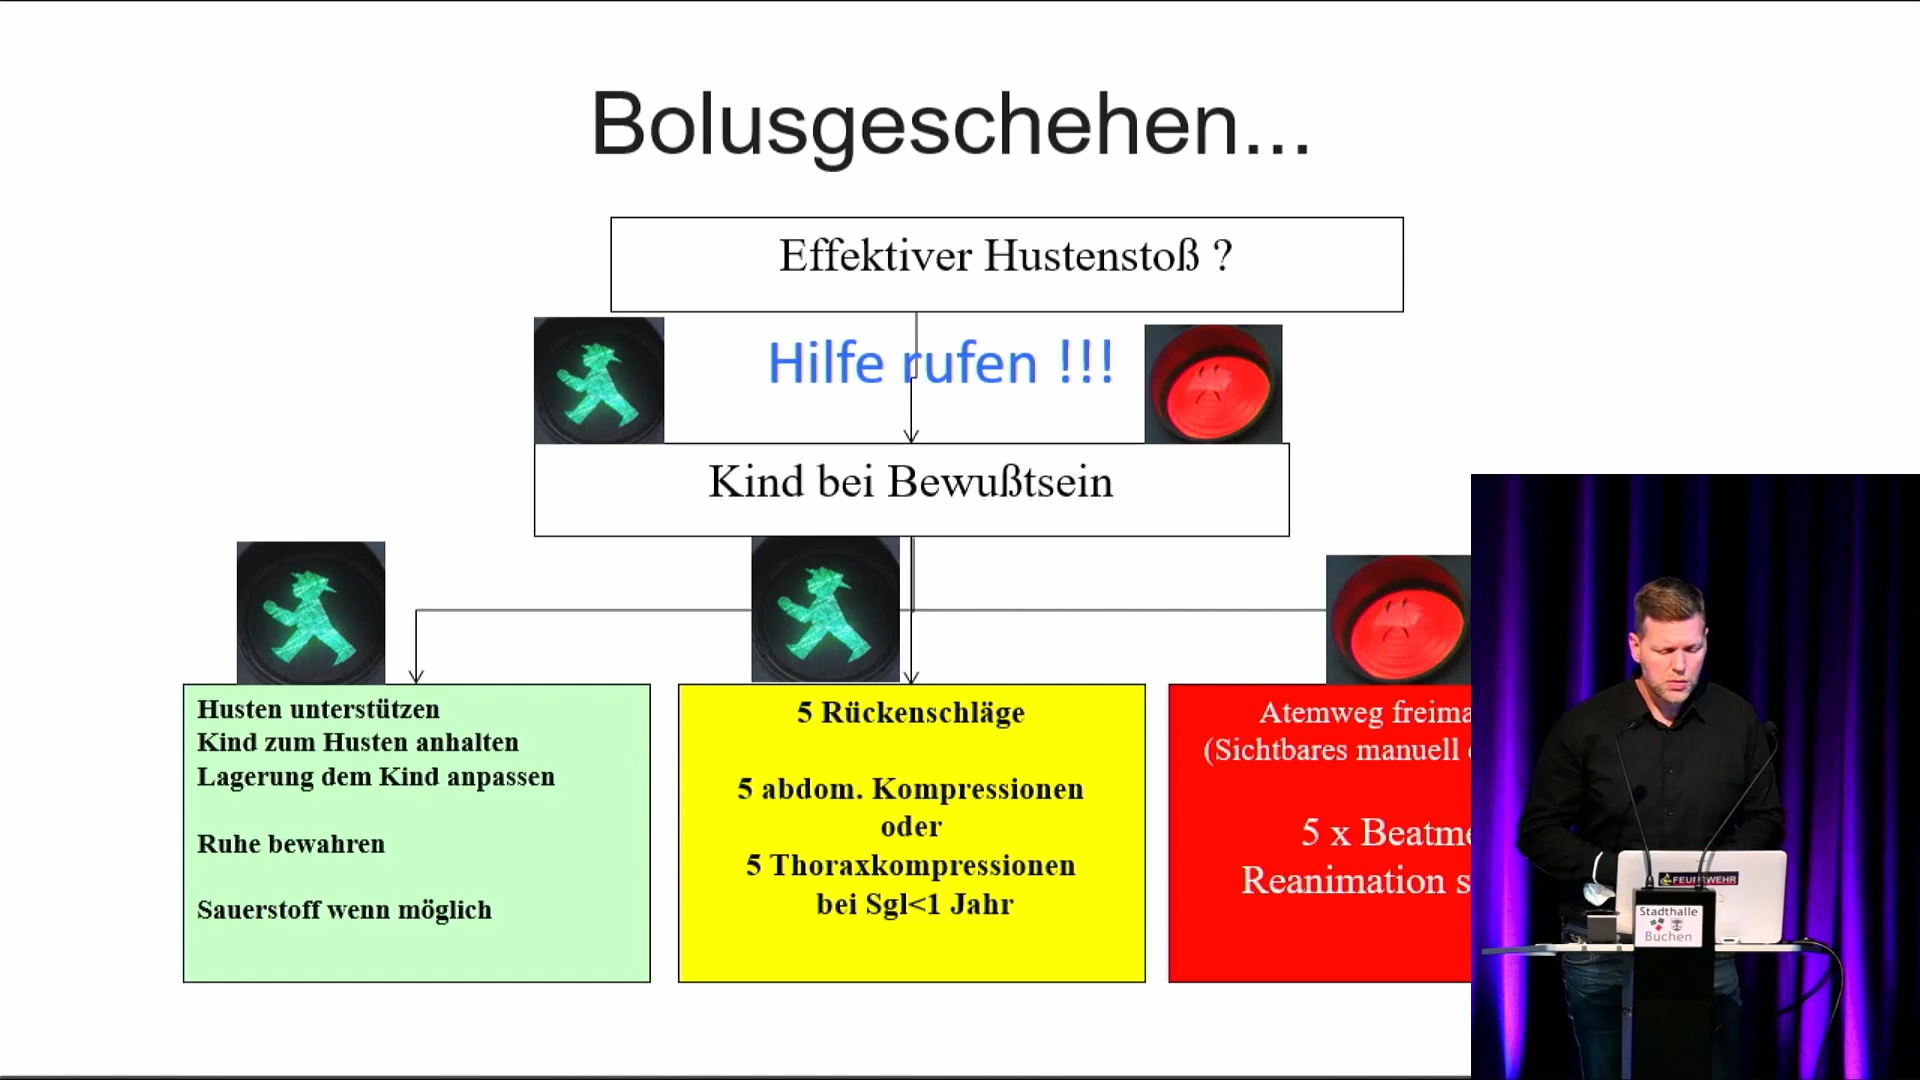 Bolusgeschehen...
Effektiver Hustenstoß ?
Hilfe rufen !!!
Kind bei Bewußtsein
Husten unterstützen
Kind zum Husten anhalten
Lagerung dem Kind anpassen
Ruhe bewahren
Sauerstoff wenn möglich
5 Rückenschläge
5 abdom. Kompressionen
oder
5 Thoraxkompressionen
bei Sgl<1 Jahr
Atemweg
(Sichtbares manuell
5 x
Reanimation
FEUERWEHR
Stadthalle
Buchen